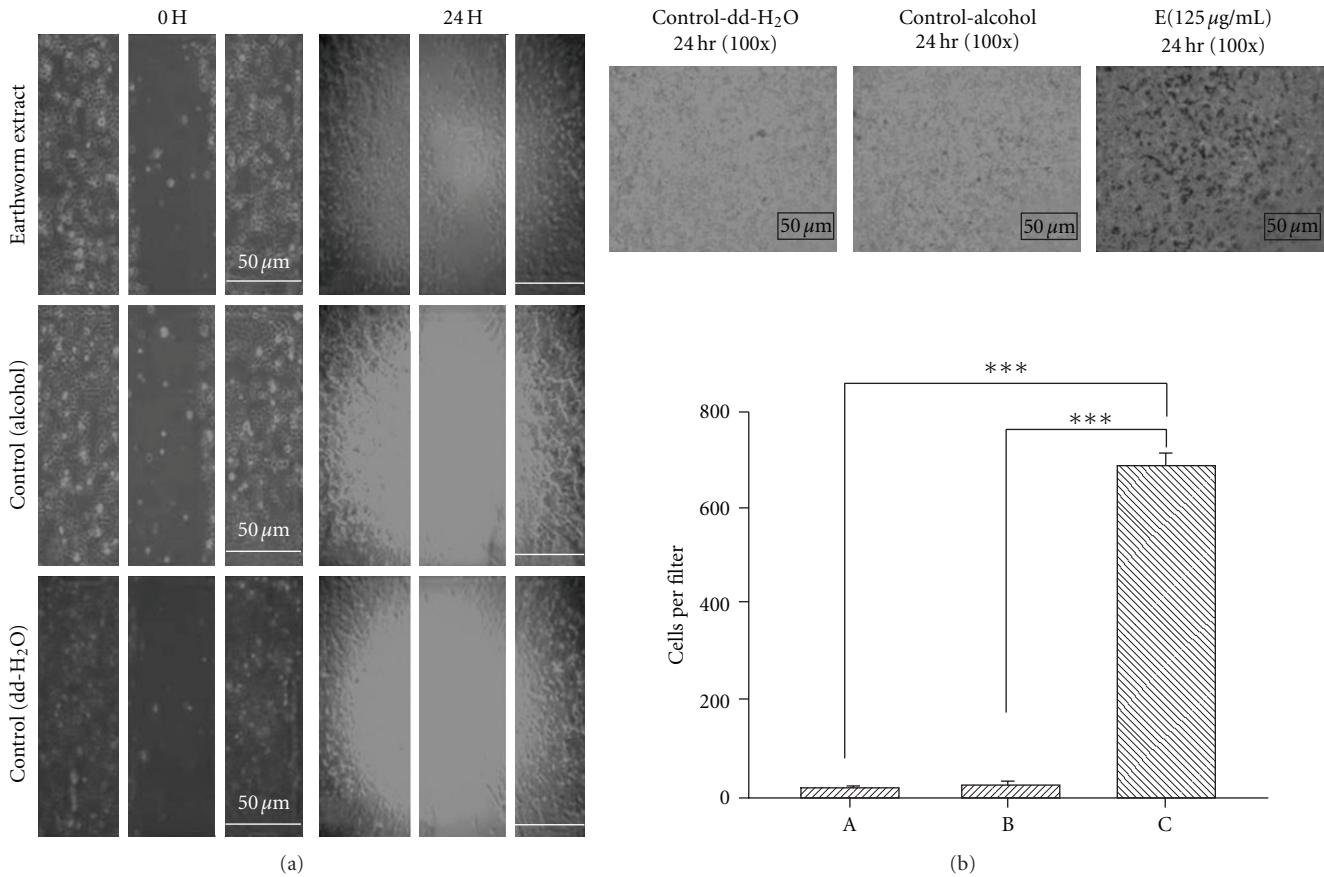 0 H
24 H
Earthworm extract
50 µm
Control (alcohol)
50 µm
Control (dd-H₂O)
50 µm
(a)
Control-dd-H₂O
24 hr (100x)
Control-alcohol
24 hr (100x)
E(125 µg/mL)
24 hr (100x)
50 µm
50 µm
50 µm
∗∗∗
∗∗∗
Cells per filter
800
600
400
200
0
A
B
C
(b)